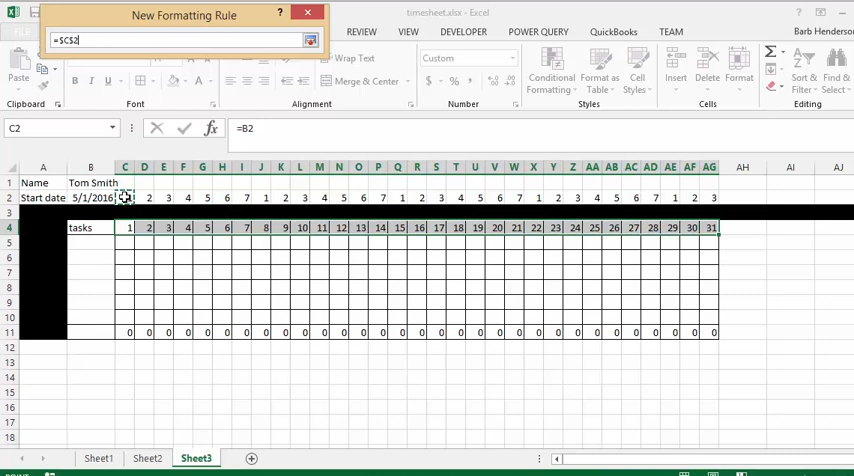 New Formatting Rule ? ×
timesheet.xlsx - Excel
=$C$2
REVIEW VIEW DEVELOPER POWER PIVOT QuickBooks TEAM
Barb Henderson
Paste
B I U
Wrap Text
Merge & Center
Custom
$ % ,
Conditional Formatting
Format as Table
Cell Styles
Insert
Delete
Format
Sort & Filter
Find & Select
Clipboard Font Alignment Number Styles Cells Editing
C2 fx =B2
A B C D E F G H I J K L M N O P Q R S T U V W X Y Z AA AB AC AD AE AF AG AH AI AJ
1 Name Tom Smith
2 Start date 5/1/2016 2 3 4 5 6 7 1 2 3 4 5 6 7 1 2 3 4 5 6 7 1 2 3 4 5 6 7 1 2 3
3
4 tasks 1 2 3 4 5 6 7 8 9 10 11 12 13 14 15 16 17 18 19 20 21 22 23 24 25 26 27 28 29 30 31
5
6
7
8
9
10
11 0 0 0 0 0 0 0 0 0 0 0 0 0 0 0 0 0 0 0 0 0 0 0 0 0 0 0 0 0 0 0
12
13
14
15
16
17
18
Sheet1 Sheet2 Sheet3
POINT